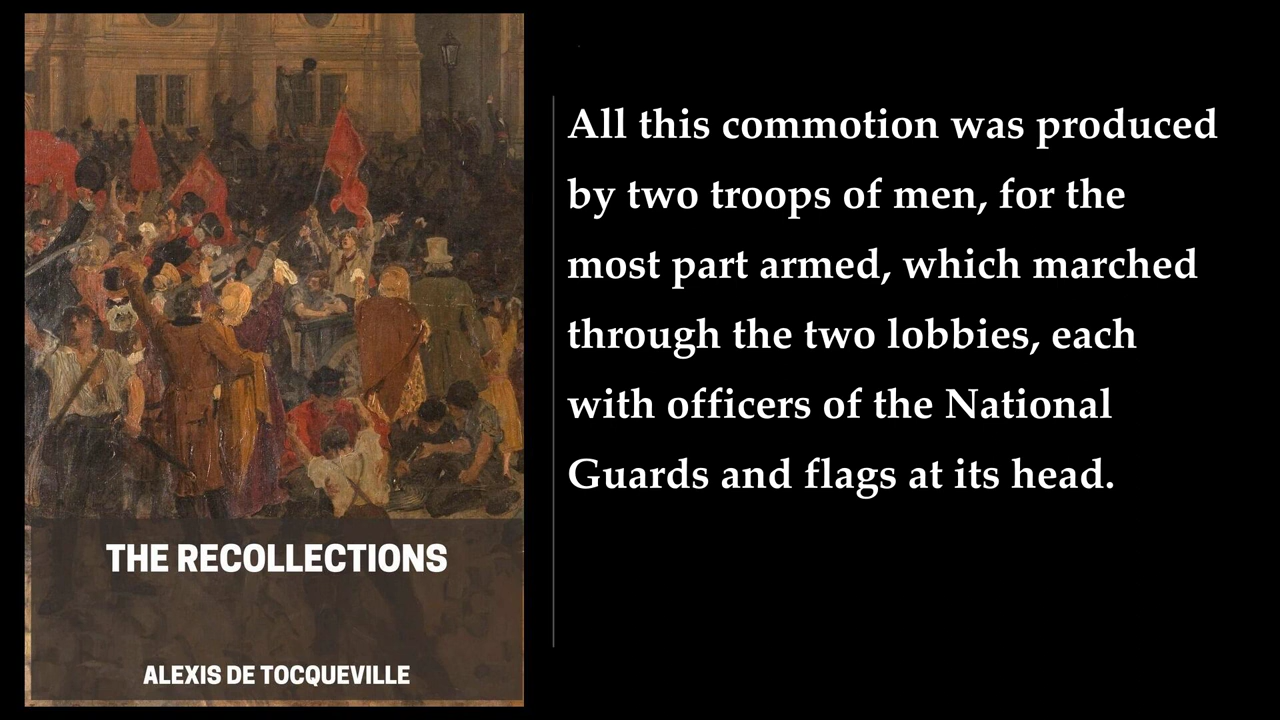 THE RECOLLECTIONS
ALEXIS DE TOCQUEVILLE
All this commotion was produced
by two troops of men, for the
most part armed, which marched
through the two lobbies, each
with officers of the National
Guards and flags at its head.